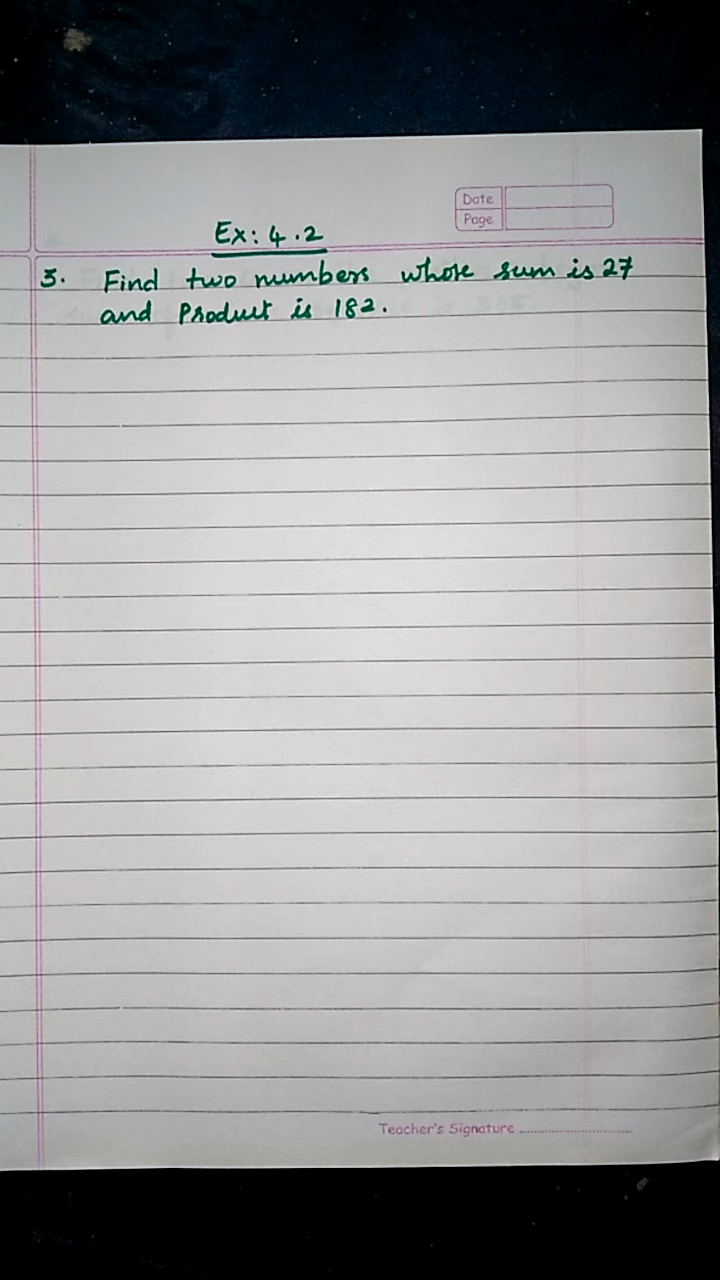 Date
Page
Ex: 4.2
3. Find two numbers whose sum is 27
and Product is 182.
Teacher's Signature ................................